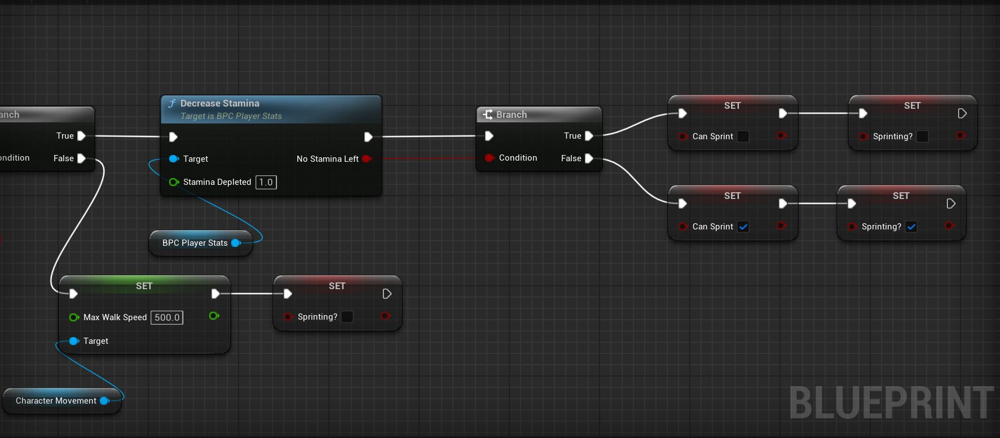 anch
True
ondition
False
Decrease Stamina
Target is BPC Player Stats
Target
No Stamina Left
Stamina Depleted 1.0
BPC Player Stats
Branch
True
Condition
False
SET
Can Sprint
SET
Sprinting?
SET
Can Sprint
SET
Sprinting?
SET
Max Walk Speed 500.0
Target
SET
Sprinting?
Character Movement
BLUEPRINT